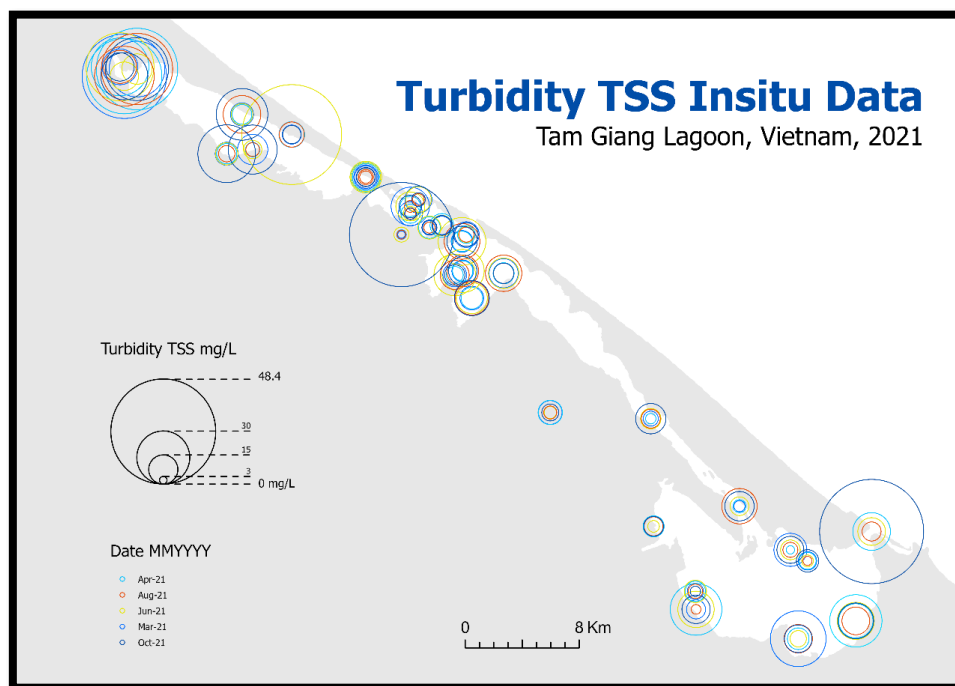 Turbidity TSS Insitu Data
Tam Giang Lagoon, Vietnam, 2021
Turbidity TSS mg/L
48.4
30
15
3
0 mg/L
Date MMYYYY
Apr-21
Aug-21
Jun-21
Mar-21
Oct-21
0 8 Km